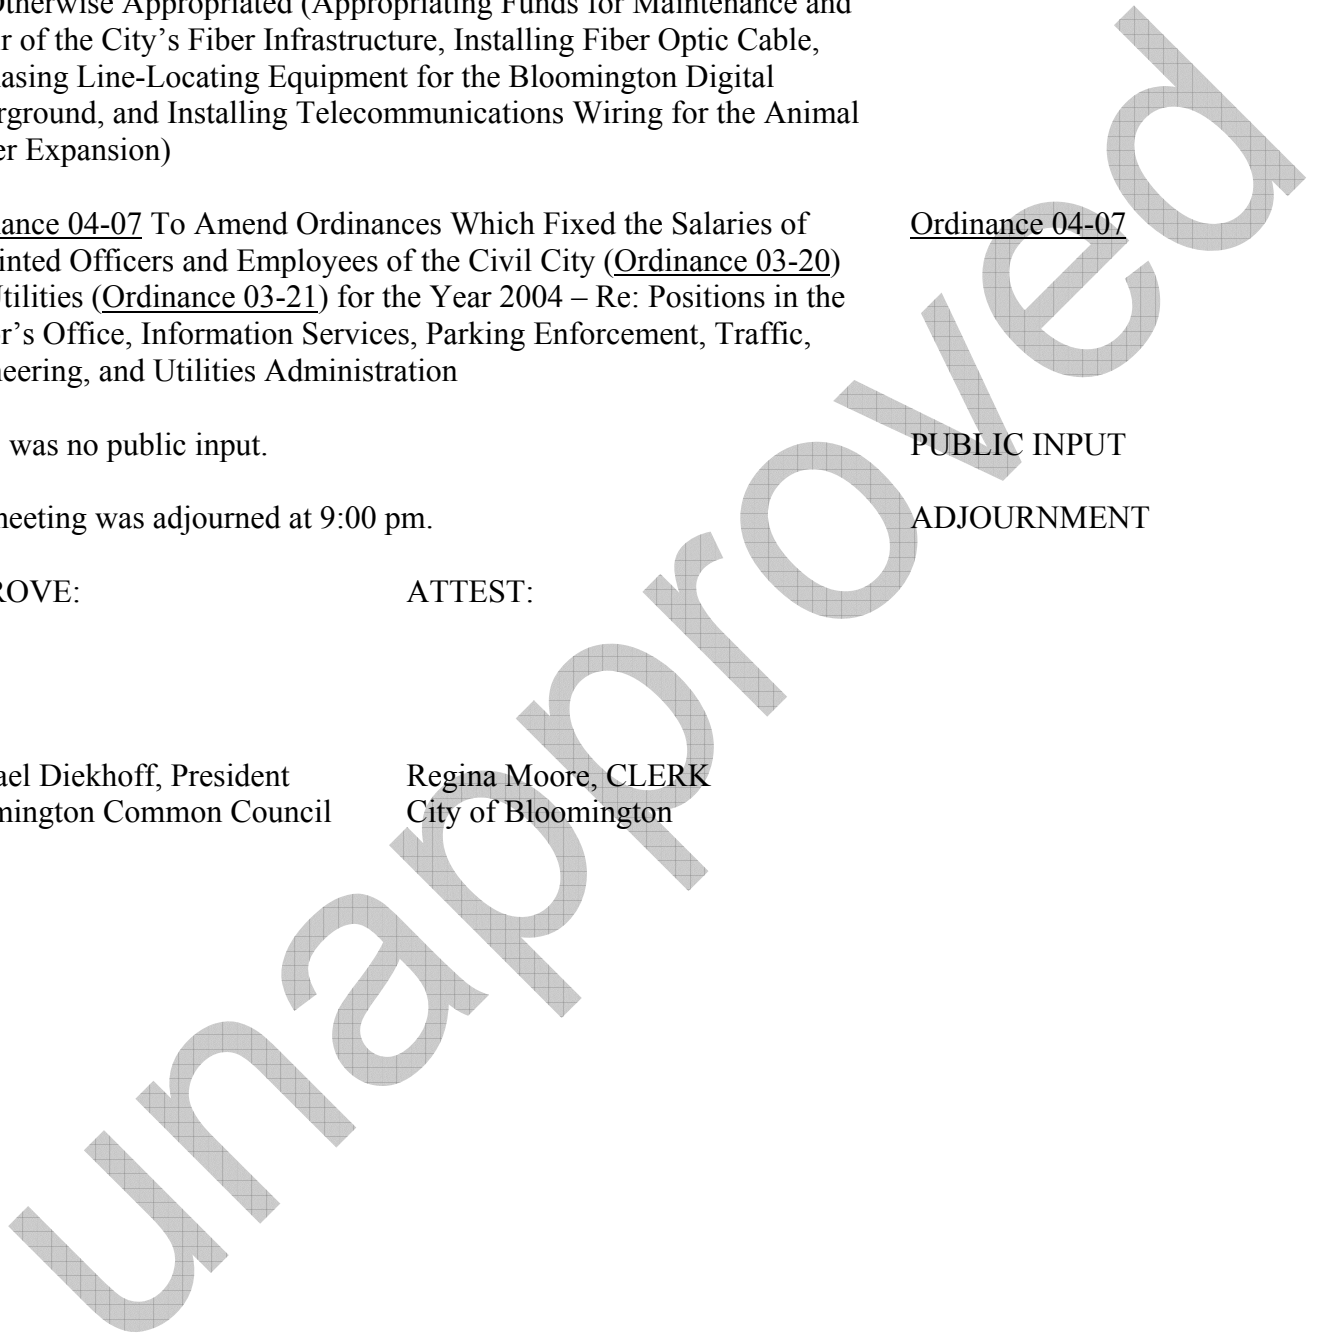 Otherwise Appropriated (Appropriating Funds for Maintenance and
r of the City's Fiber Infrastructure, Installing Fiber Optic Cable,
asing Line-Locating Equipment for the Bloomington Digital
rground, and Installing Telecommunications Wiring for the Animal
er Expansion)
ance 04-07 To Amend Ordinances Which Fixed the Salaries of
Ordinance 04-07
inted Officers and Employees of the Civil City (Ordinance 03-20)
Utilities (Ordinance 03-21) for the Year 2004 – Re: Positions in the
r's Office, Information Services, Parking Enforcement, Traffic,
neering, and Utilities Administration
was no public input.
PUBLIC INPUT
meeting was adjourned at 9:00 pm.
ADJOURNMENT
ROVE:
ATTEST:
ael Diekhoff, President
Regina Moore, CLERK
mington Common Council
City of Bloomington
unapproved